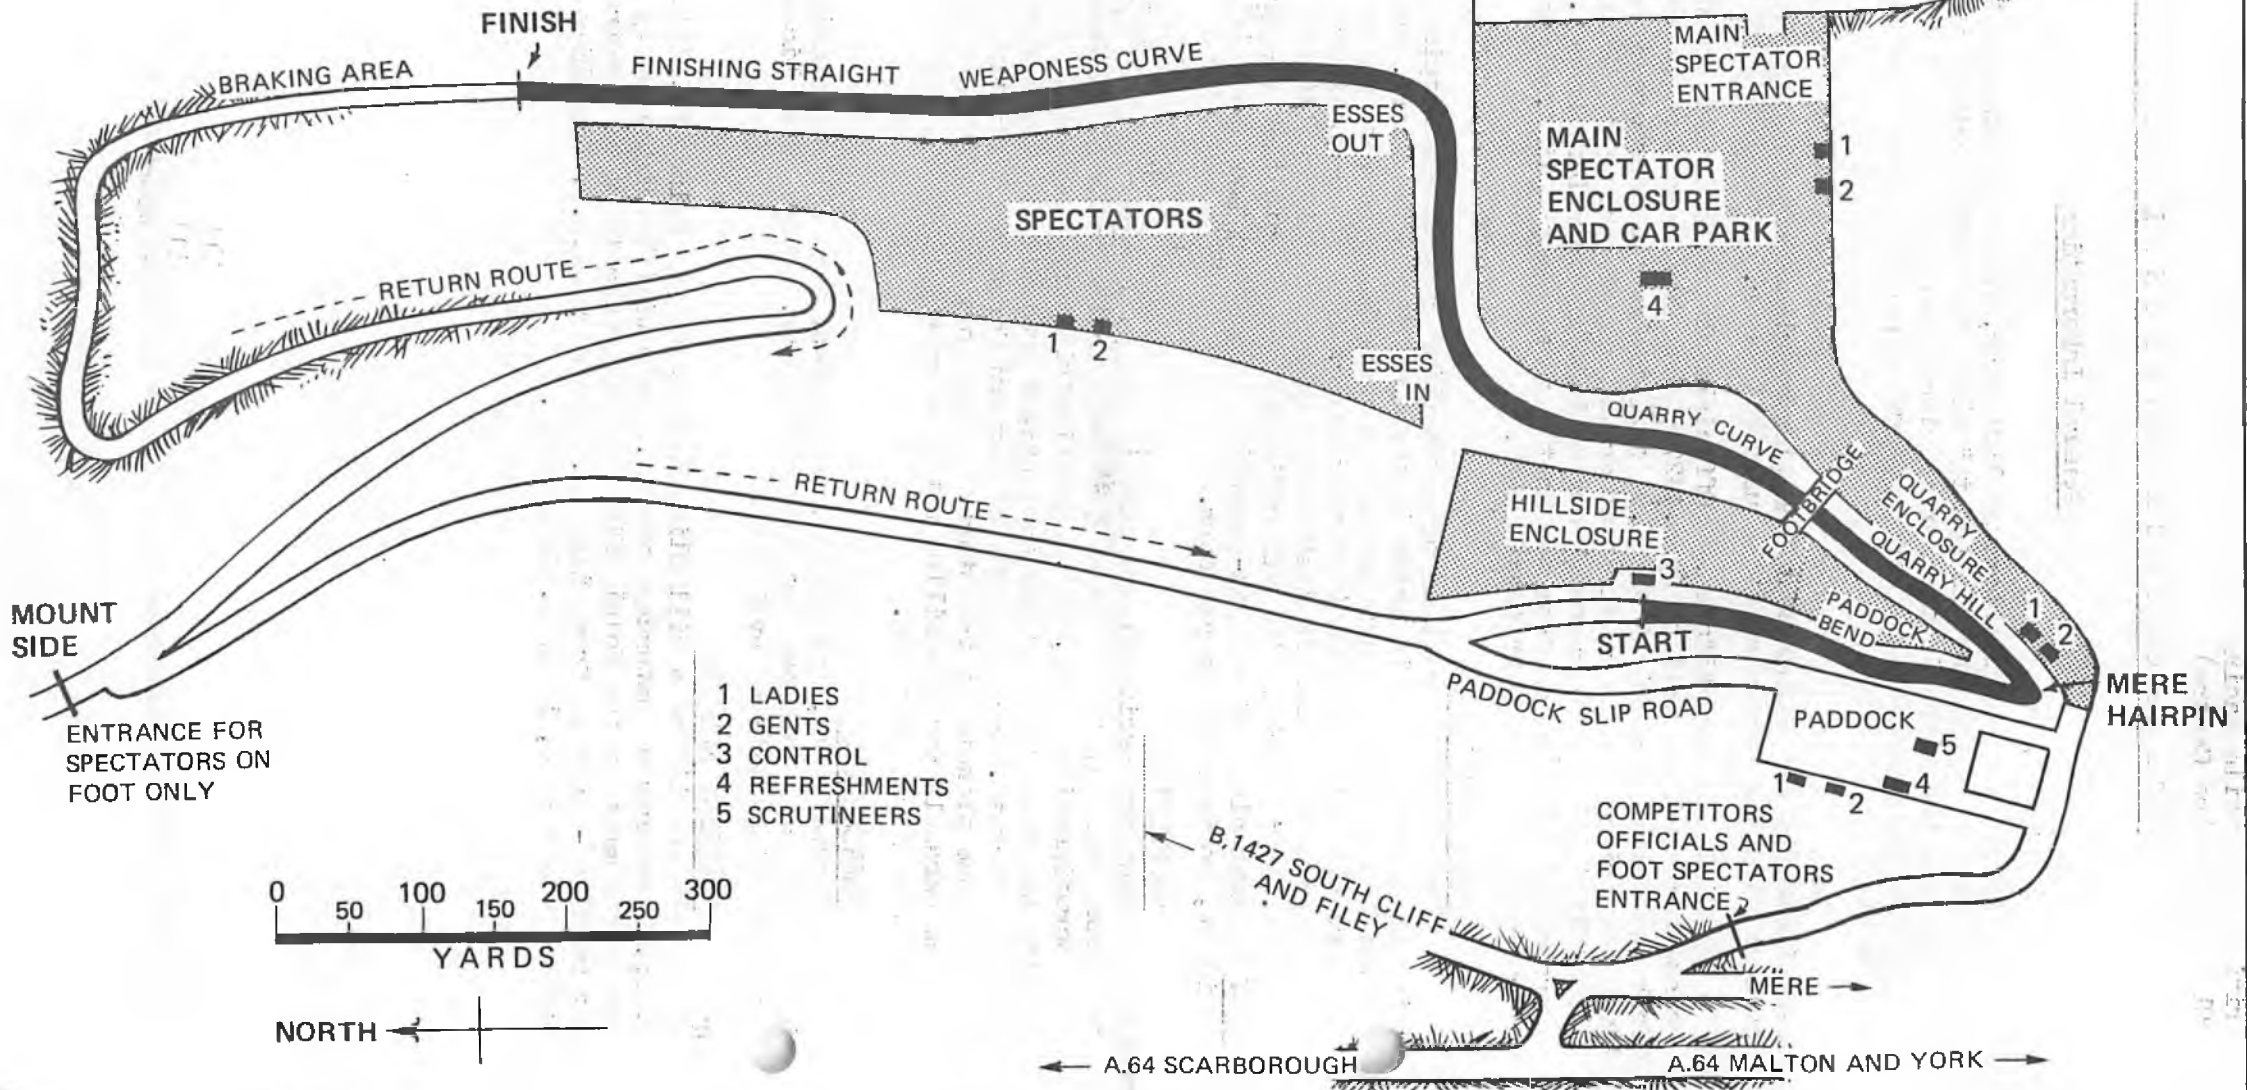 FINISH
BRAKING AREA
FINISHING STRAIGHT
WEAPONESS CURVE
ESSES
OUT
MAIN
SPECTATOR
ENTRANCE
MAIN
SPECTATOR
ENCLOSURE
AND CAR PARK
1
2
4
SPECTATORS
1
2
RETURN ROUTE
ESSES
IN
QUARRY CURVE
FOOTBRIDGE
QUARRY
ENCLOSURE
QUARRY HILL
1
2
RETURN ROUTE
HILLSIDE
ENCLOSURE
3
PADDOCK
BEND
START
MERE
HAIRPIN
PADDOCK SLIP ROAD
PADDOCK
5
1
2
4
MOUNT
SIDE
ENTRANCE FOR
SPECTATORS ON
FOOT ONLY
1 LADIES
2 GENTS
3 CONTROL
4 REFRESHMENTS
5 SCRUTINEERS
COMPETITORS
OFFICIALS AND
FOOT SPECTATORS
ENTRANCE
B,1427 SOUTH CLIFF
AND FILEY
0 100 200 300
50 150 250
YARDS
NORTH
MERE
A.64 SCARBOROUGH
A.64 MALTON AND YORK